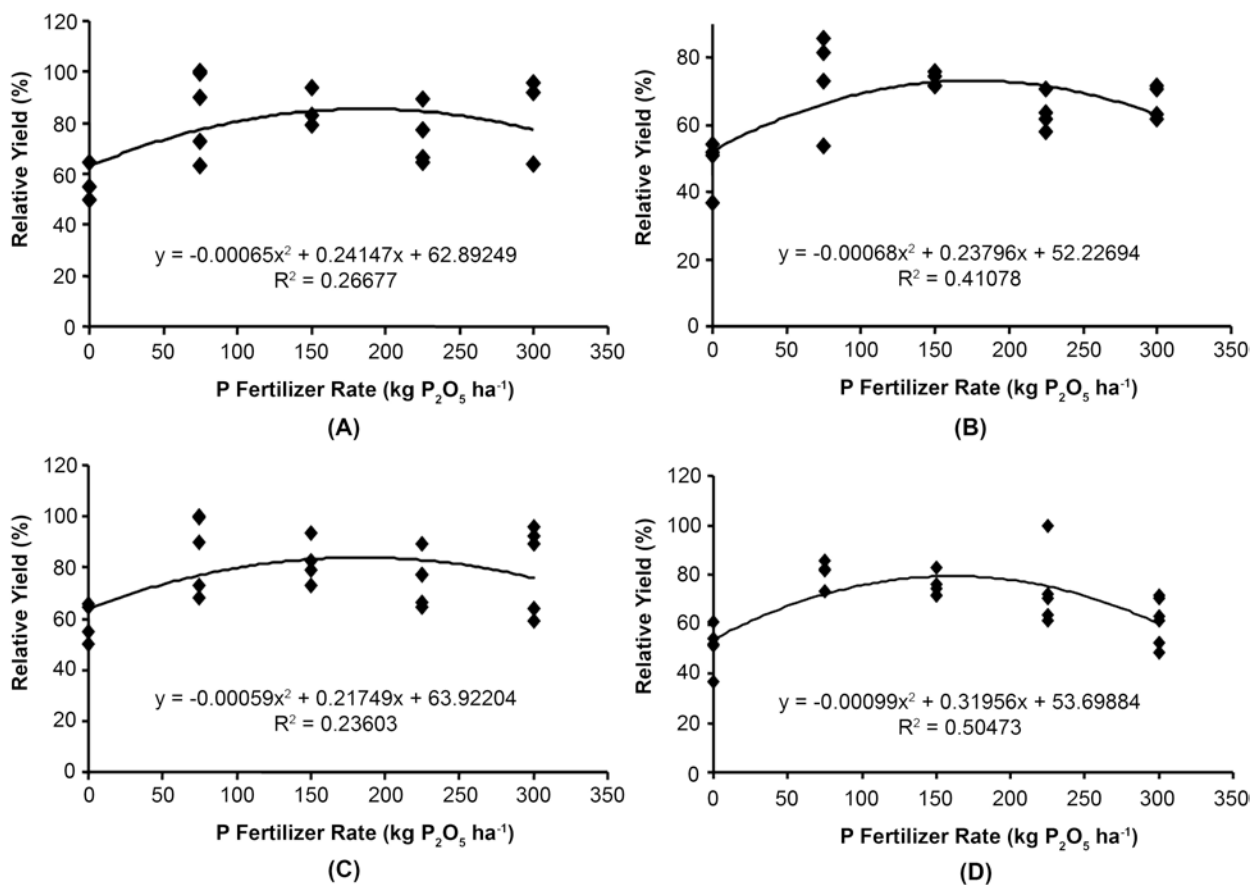 120
100
80
60
40
20
0
Relative Yield (%)
y = -0.00065x² + 0.24147x + 62.89249
R² = 0.26677
0 50 100 150 200 250 300 350
P Fertilizer Rate (kg P₂O₅ ha⁻¹)
(A)
80
60
40
20
0
Relative Yield (%)
y = -0.00068x² + 0.23796x + 52.22694
R² = 0.41078
0 50 100 150 200 250 300 350
P Fertilizer Rate (kg P₂O₅ ha⁻¹)
(B)
120
100
80
60
40
20
0
Relative Yield (%)
y = -0.00059x² + 0.21749x + 63.92204
R² = 0.23603
0 50 100 150 200 250 300 350
P Fertilizer Rate (kg P₂O₅ ha⁻¹)
(C)
120
100
80
60
40
20
0
Relative Yield (%)
y = -0.00099x² + 0.31956x + 53.69884
R² = 0.50473
0 50 100 150 200 250 300 350
P Fertilizer Rate (kg P₂O₅ ha⁻¹)
(D)